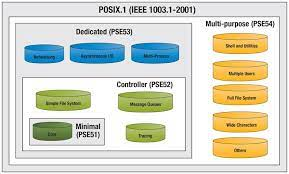 POSIX.1 (IEEE 1003.1-2001)
Dedicated (PSE53)
Networking
Asynchronous I/O
Multi-Process
Controller (PSE52)
Simple File System
Message Queues
Minimal
(PSE51)
Core
Tracing
Multi-purpose (PSE54)
Shell and Utilities
Multiple Users
Full File System
Wide Characters
Others